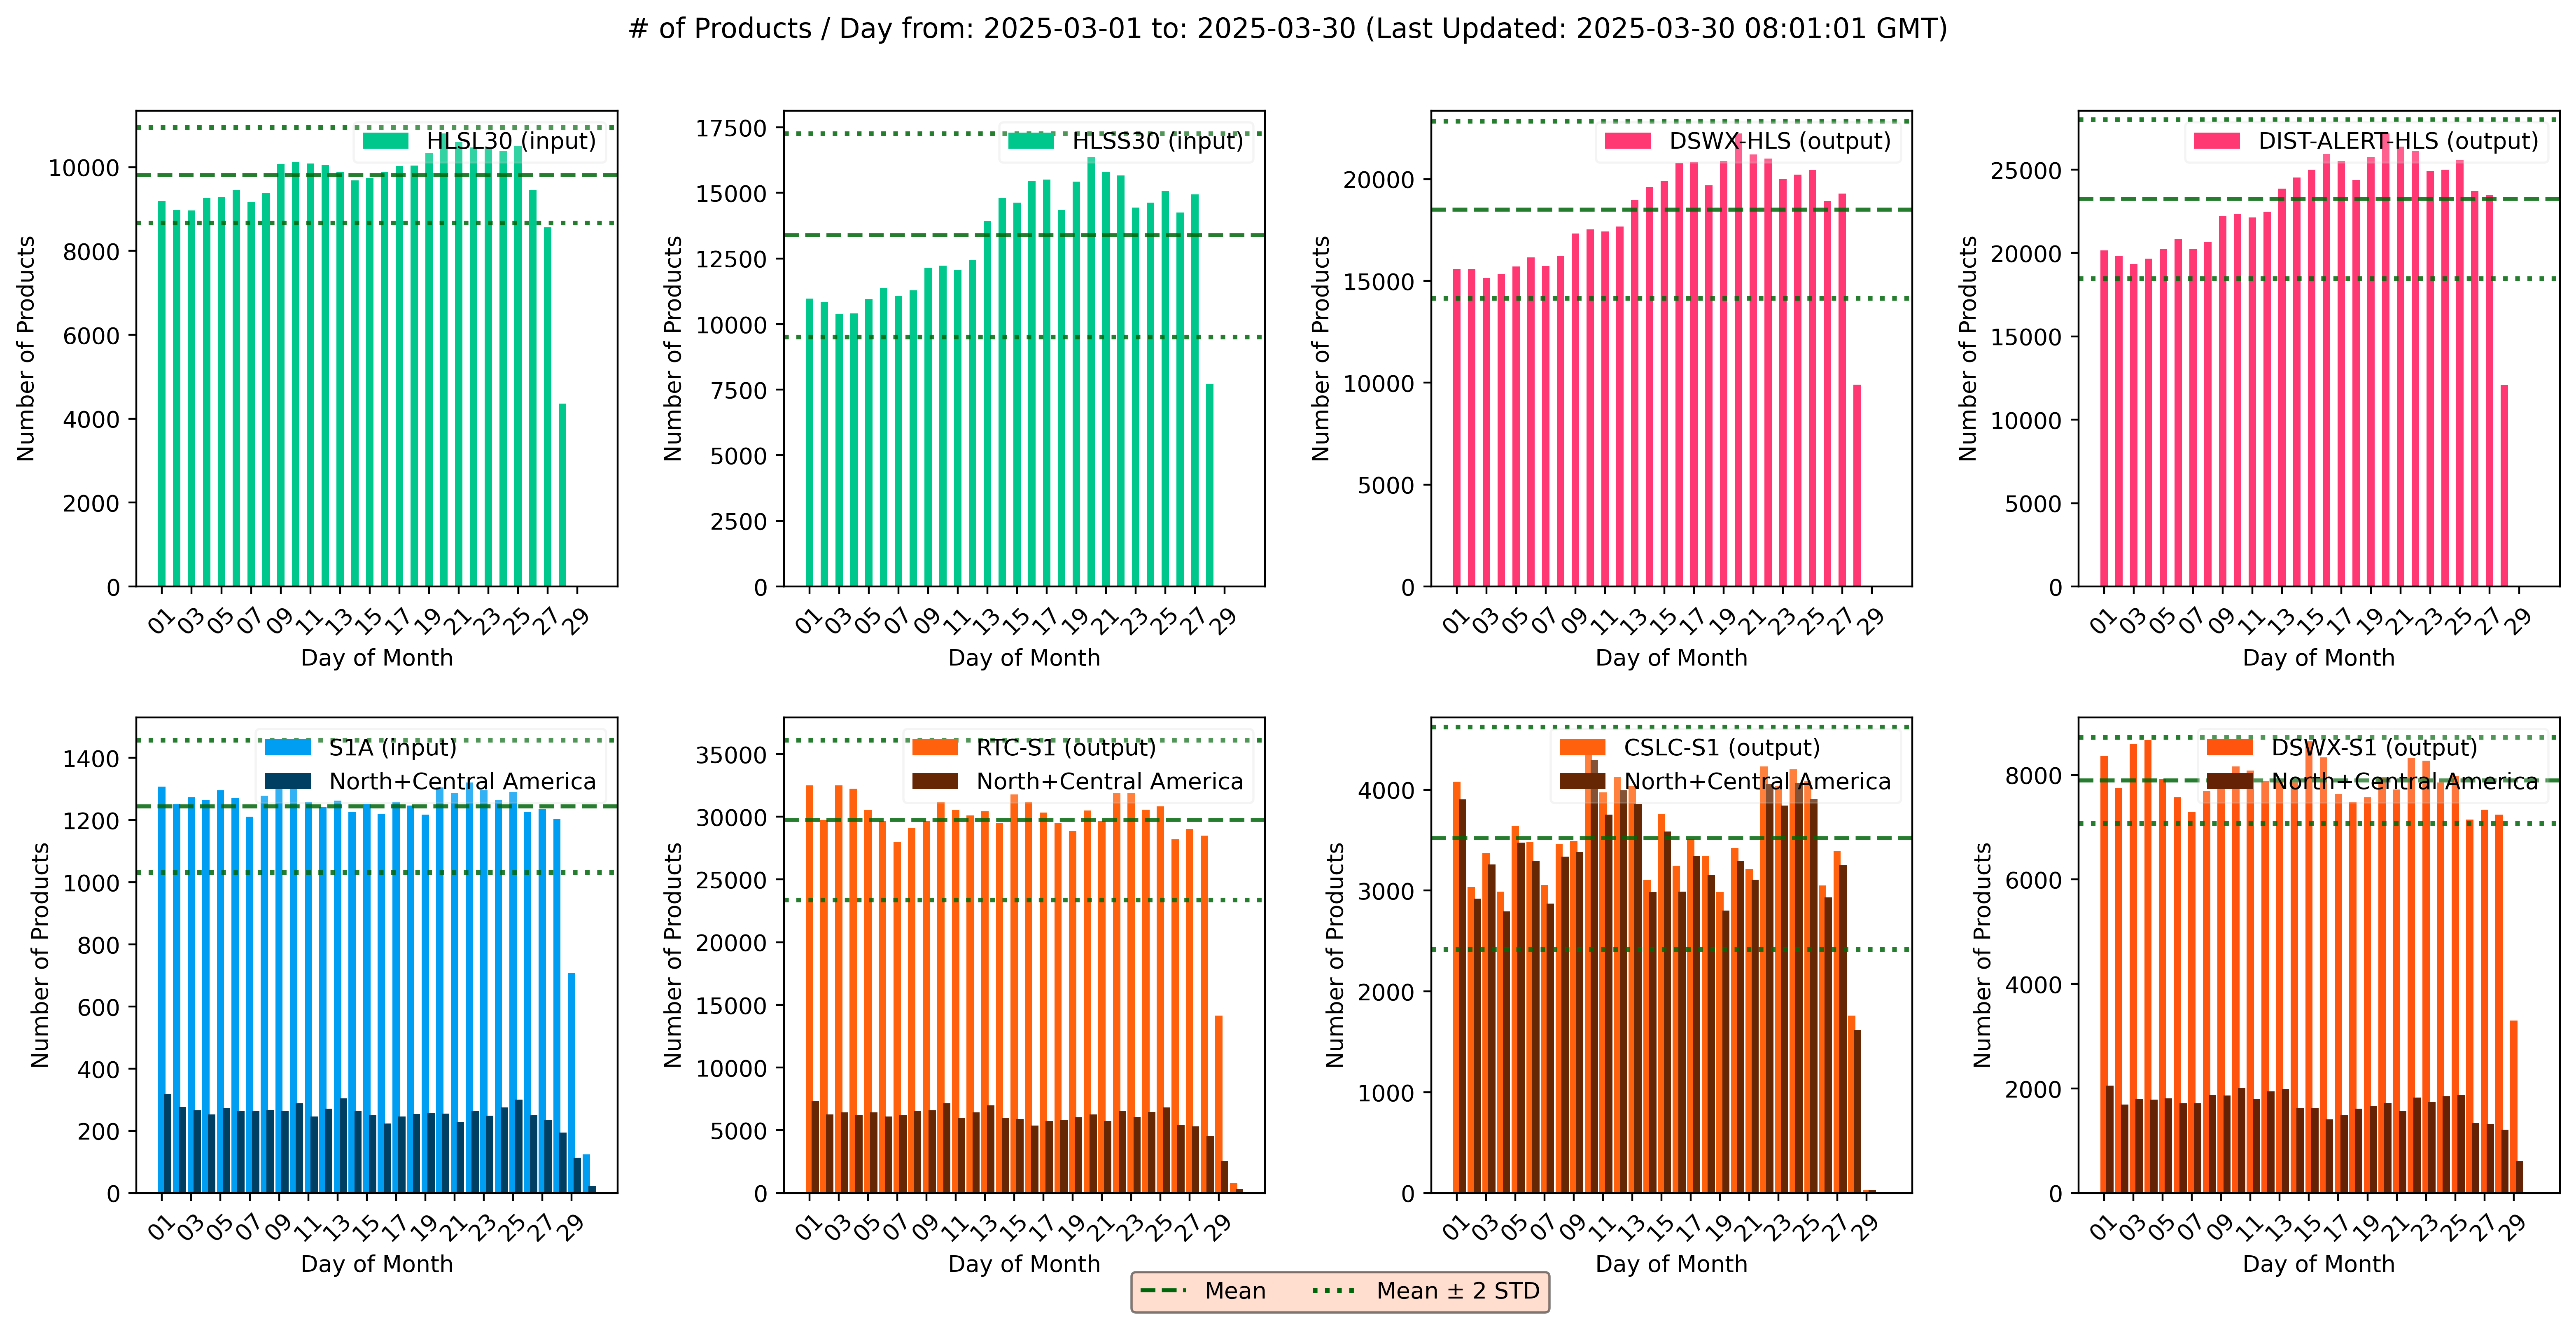 # of Products / Day from: 2025-03-01 to: 2025-03-30 (Last Updated: 2025-03-30 08:01:01 GMT)
HLSL30 (input)
Number of Products
10000
8000
6000
4000
2000
0
01 03 05 07 09 11 13 15 17 19 21 23 25 27 29
Day of Month
HLSS30 (input)
Number of Products
17500
15000
12500
10000
7500
5000
2500
0
01 03 05 07 09 11 13 15 17 19 21 23 25 27 29
Day of Month
DSWX-HLS (output)
Number of Products
20000
15000
10000
5000
0
01 03 05 07 09 11 13 15 17 19 21 23 25 27 29
Day of Month
DIST-ALERT-HLS (output)
Number of Products
25000
20000
15000
10000
5000
0
01 03 05 07 09 11 13 15 17 19 21 23 25 27 29
Day of Month
S1A (input)
North+Central America
Number of Products
1400
1200
1000
800
600
400
200
0
01 03 05 07 09 11 13 15 17 19 21 23 25 27 29
Day of Month
RTC-S1 (output)
North+Central America
Number of Products
35000
30000
25000
20000
15000
10000
5000
0
01 03 05 07 09 11 13 15 17 19 21 23 25 27 29
Day of Month
CSLC-S1 (output)
North+Central America
Number of Products
4000
3000
2000
1000
0
01 03 05 07 09 11 13 15 17 19 21 23 25 27 29
Day of Month
DSWX-S1 (output)
North+Central America
Number of Products
8000
6000
4000
2000
0
01 03 05 07 09 11 13 15 17 19 21 23 25 27 29
Day of Month
Mean
Mean ± 2 STD